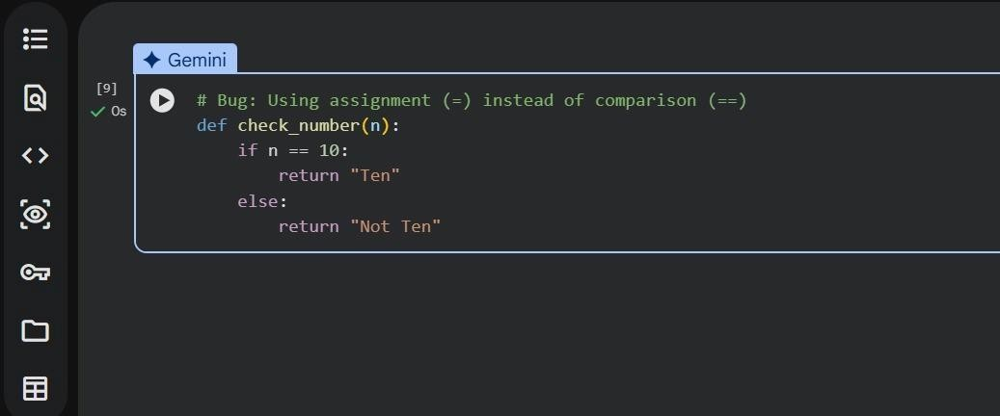 Gemini
[9]
0s
# Bug: Using assignment (=) instead of comparison (==)
def check_number(n):
    if n == 10:
        return "Ten"
    else:
        return "Not Ten"